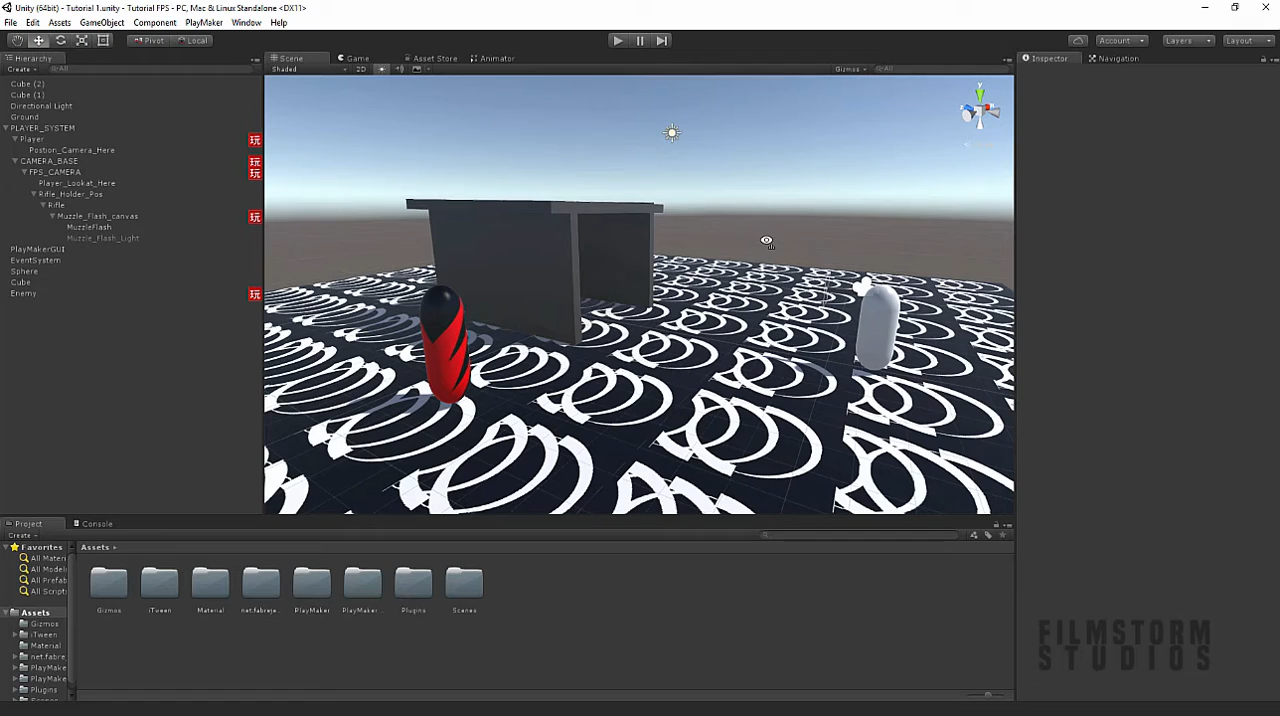 Unity (64bit) - Tutorial 1.unity - Tutorial FPS - PC, Mac & Linux Standalone <DX11>
File Edit Assets GameObject Component PlayMaker Window Help
Pivot Local Account Layers Layout
Hierarchy Scene Game Asset Store Animator Inspector Navigation
Create All Shaded 2D Gizmos All
Cube (2)
Cube (1)
Directional Light
Ground
PLAYER_SYSTEM
Player
玩
Postion_Camera_Here
CAMERA_BASE
玩
FPS_CAMERA
玩
Player_Lookat_Here
Rifle_Holder_Pos
Rifle
Muzzle_Flash_canvas
玩
MuzzleFlash
Muzzle_Flash_Light
PlayMakerGUI
EventSystem
Sphere
Cube
Enemy
玩
y
Project Console
Create
Favorites
All Materi
All Model
All Prefab
All Script
Assets
Gizmos
iTween
Material
net.fabre
PlayMake
PlayMake
Plugins
Assets
Gizmos iTween Material net.fabreje... PlayMaker PlayMaker ... Plugins Scenes
FILMSTORM
STUDIOS